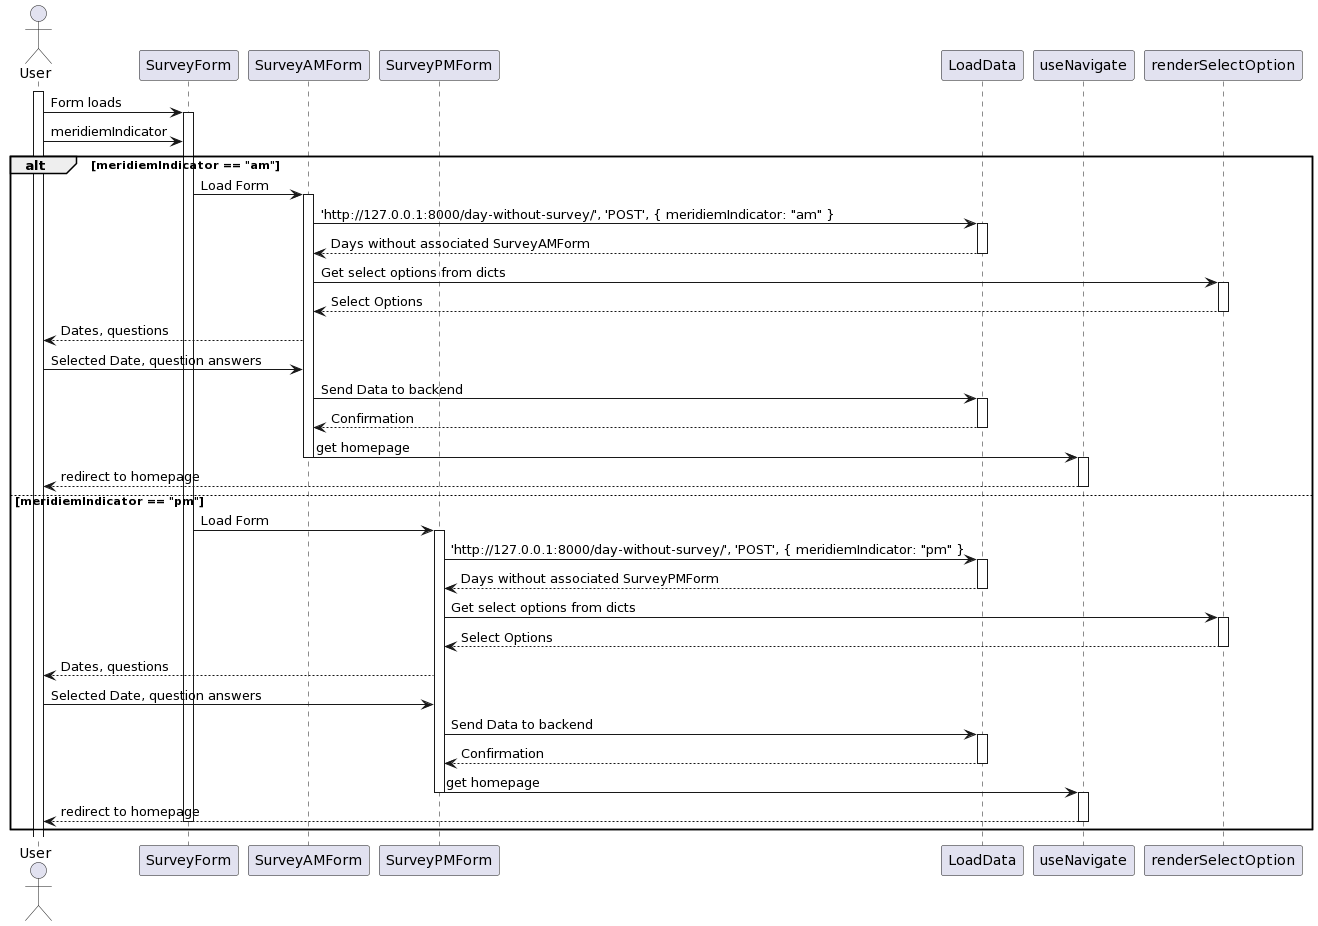 User
SurveyForm
SurveyAMForm
SurveyPMForm
LoadData
useNavigate
renderSelectOption
Form loads
meridiemIndicator
alt
[meridiemIndicator == "am"]
Load Form
'http://127.0.0.1:8000/day-without-survey/', 'POST', { meridiemIndicator: "am" }
Days without associated SurveyAMForm
Get select options from dicts
Select Options
Dates, questions
Selected Date, question answers
Send Data to backend
Confirmation
get homepage
redirect to homepage
[meridiemIndicator == "pm"]
Load Form
'http://127.0.0.1:8000/day-without-survey/', 'POST', { meridiemIndicator: "pm" }
Days without associated SurveyPMForm
Get select options from dicts
Select Options
Dates, questions
Selected Date, question answers
Send Data to backend
Confirmation
get homepage
redirect to homepage
User
SurveyForm
SurveyAMForm
SurveyPMForm
LoadData
useNavigate
renderSelectOption